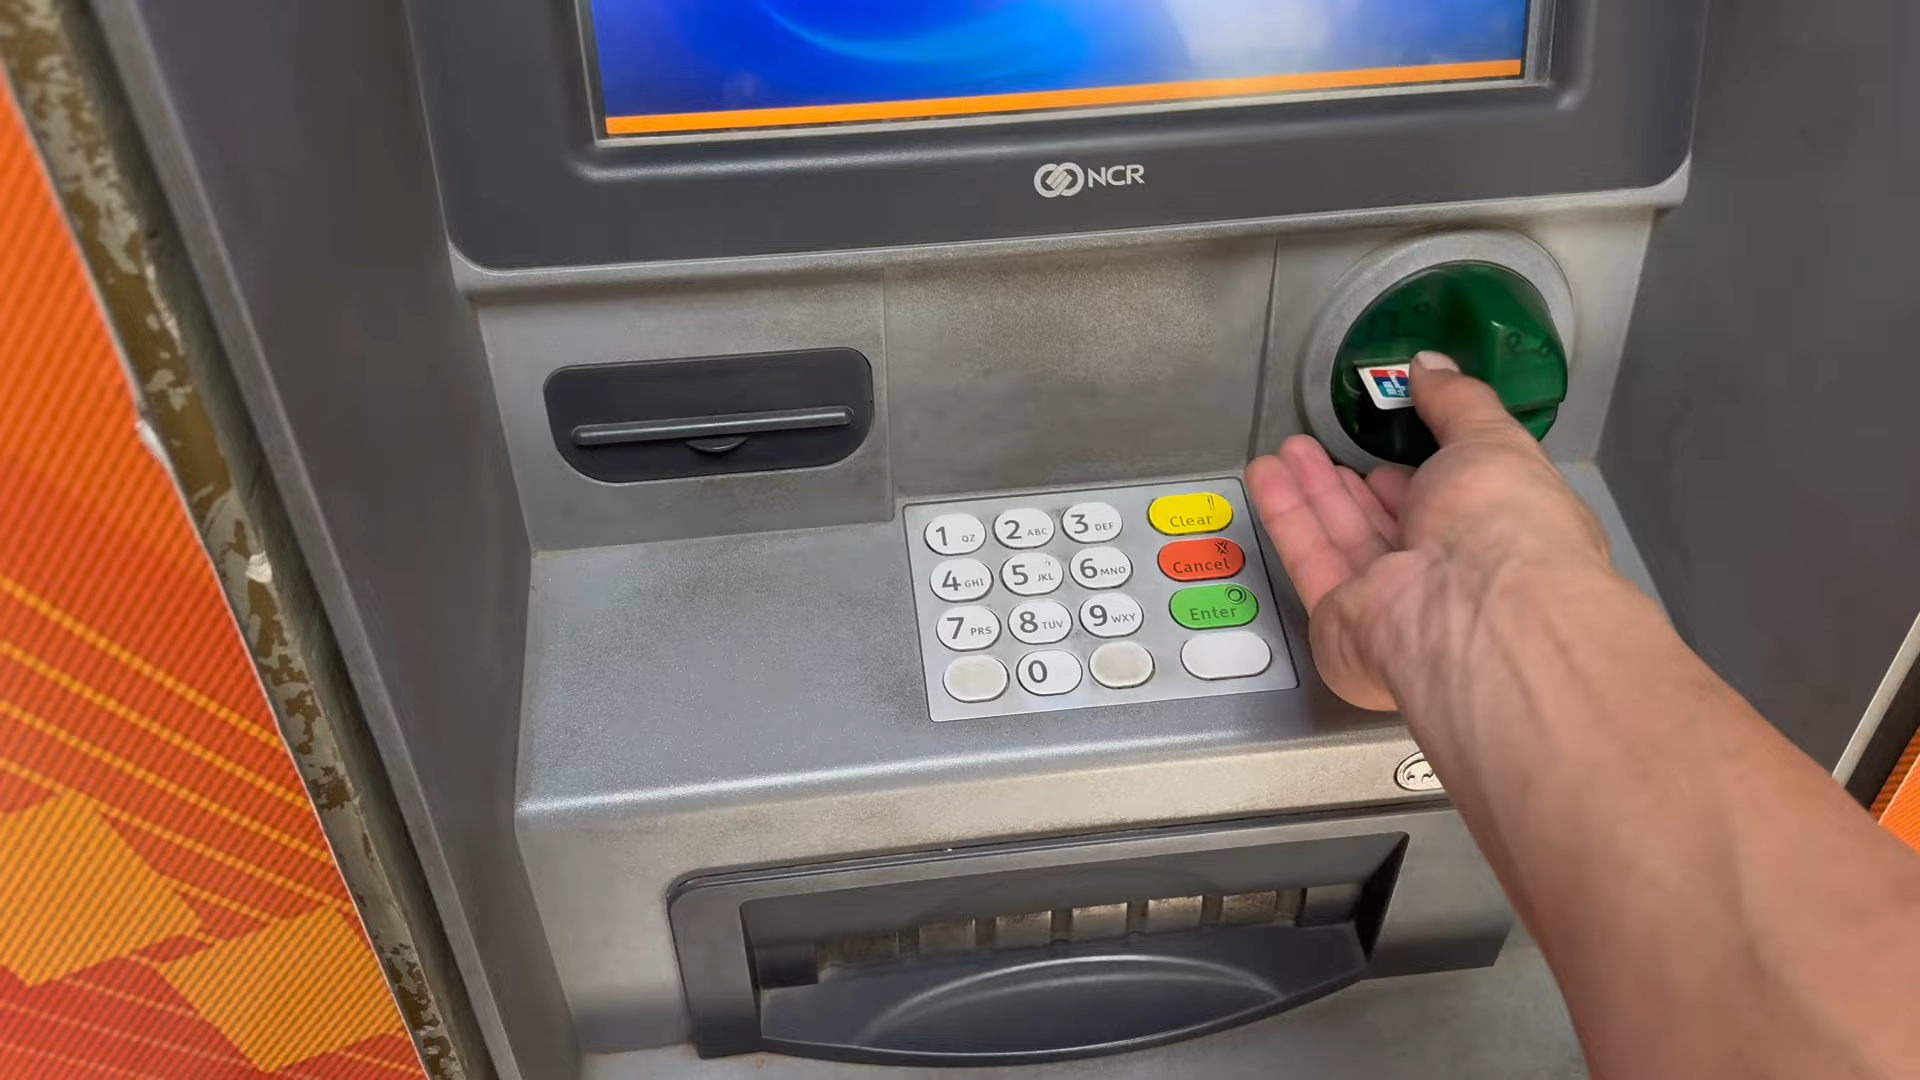 NCR
1 QZ 2 ABC 3 DEF Clear
4 GHI 5 JKL 6 MNO Cancel
7 PRS 8 TUV 9 WXY Enter
0